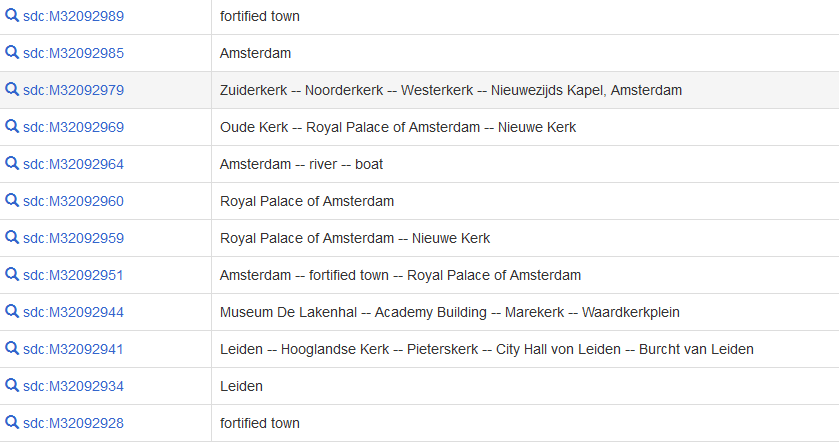 sdc:M32092989 fortified town
sdc:M32092985 Amsterdam
sdc:M32092979 Zuiderkerk -- Noorderkerk -- Westerkerk -- Nieuwezijds Kapel, Amsterdam
sdc:M32092969 Oude Kerk -- Royal Palace of Amsterdam -- Nieuwe Kerk
sdc:M32092964 Amsterdam -- river -- boat
sdc:M32092960 Royal Palace of Amsterdam
sdc:M32092959 Royal Palace of Amsterdam -- Nieuwe Kerk
sdc:M32092951 Amsterdam -- fortified town -- Royal Palace of Amsterdam
sdc:M32092944 Museum De Lakenhal -- Academy Building -- Marekerk -- Waardkerkplein
sdc:M32092941 Leiden -- Hooglandse Kerk -- Pieterskerk -- City Hall von Leiden -- Burcht van Leiden
sdc:M32092934 Leiden
sdc:M32092928 fortified town